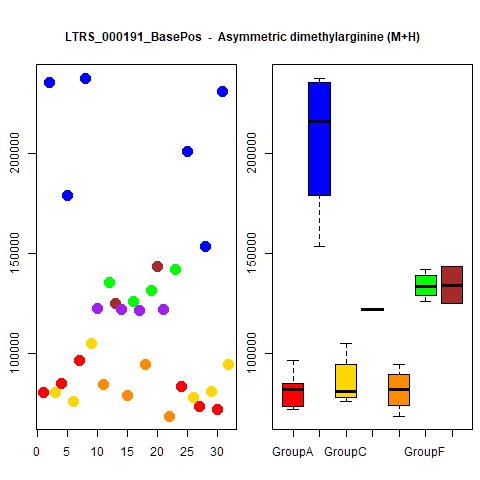 LTRS_000191_BasePos - Asymmetric dimethylarginine (M+H)
200000
150000
100000
0 5 10 15 20 25 30
200000
150000
100000
GroupA GroupC GroupF